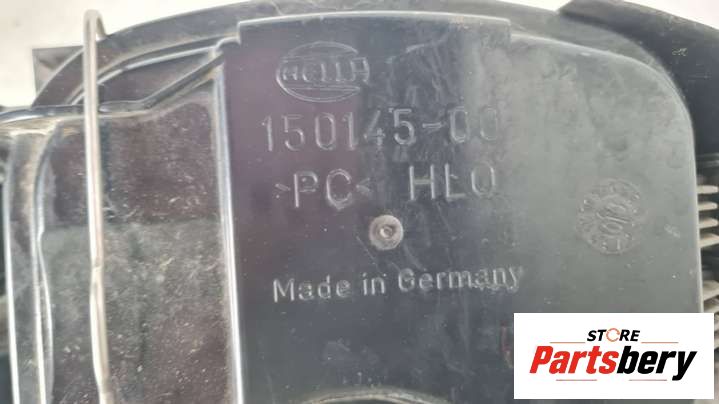 HELLA
150145-00
>PC< HLO
Made in Germany
STORE
Partsbery